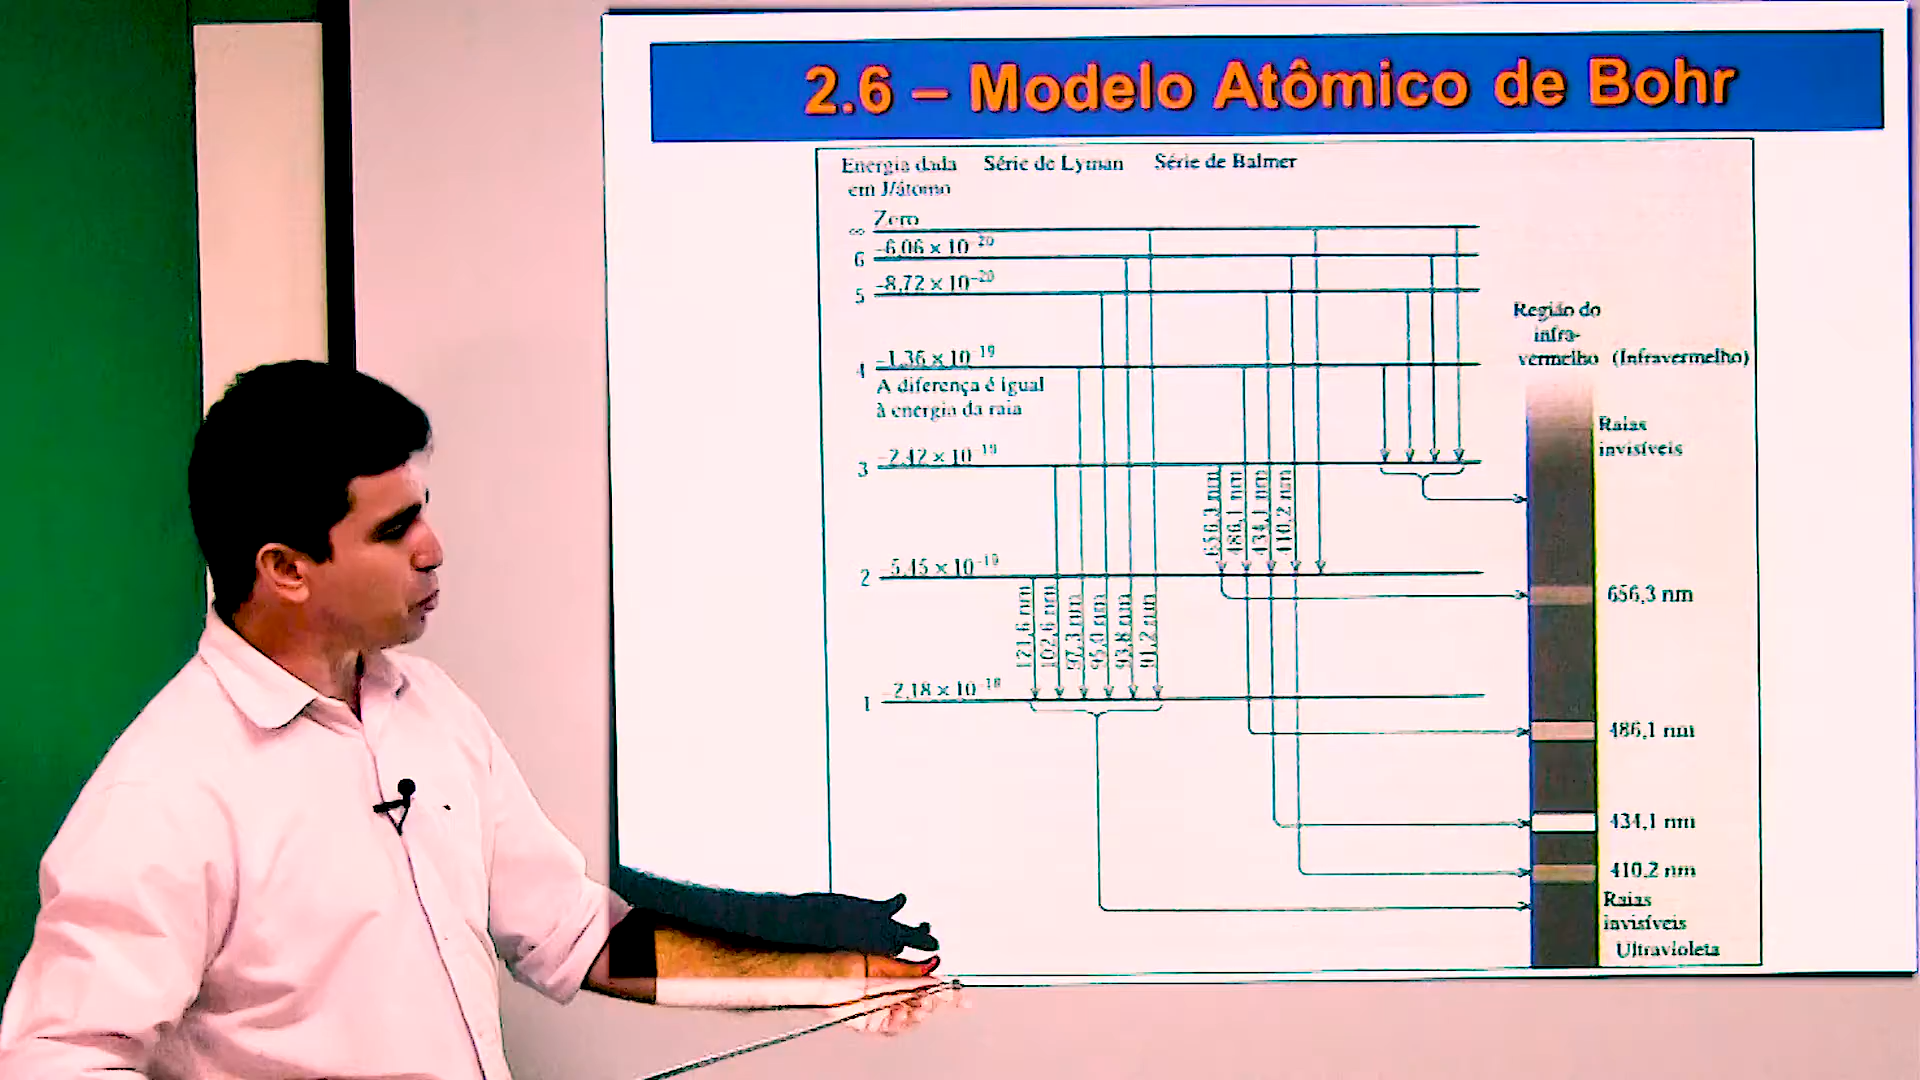 2.6 – Modelo Atômico de Bohr
Energia dada Série de Lyman Série de Balmer
em J/átomo
Zero
∞
–6,06 × 10⁻²⁰
6
–8,72 × 10⁻²⁰
5
–1,36 × 10⁻¹⁹
4
A diferença é igual
à energia da raia
–2,42 × 10⁻¹⁹
3
–5,45 × 10⁻¹⁹
2
–2,18 × 10⁻¹⁸
1
121,6 nm
102,6 nm
97,3 nm
95,0 nm
93,8 nm
91,2 nm
656,3 nm
486,1 nm
434,1 nm
410,2 nm
Região do
infra-
vermelho (Infravermelho)
Raias
invisíveis
656,3 nm
486,1 nm
434,1 nm
410,2 nm
Raias
invisíveis
Ultravioleta